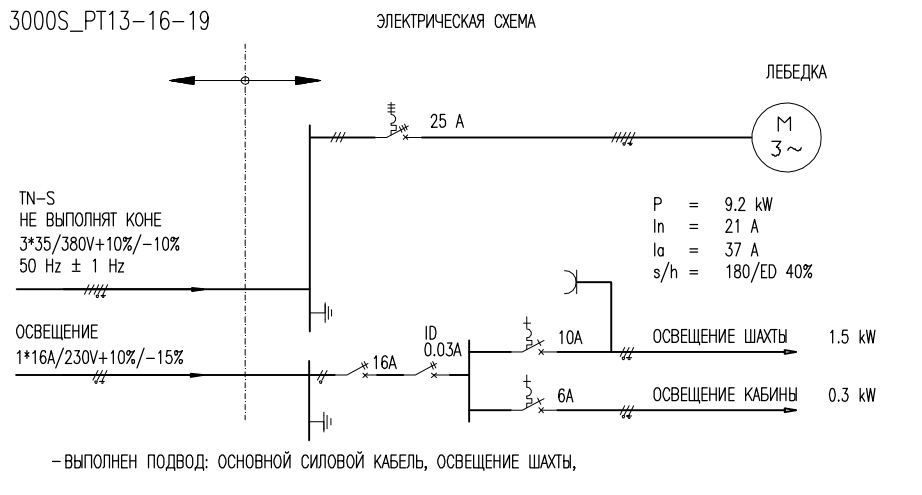 3000S_PT13-16-19
ЭЛЕКТРИЧЕСКАЯ СХЕМА
ЛЕБЕДКА
25 A
M
3~
TN-S
НЕ ВЫПОЛНЯТ КОНЕ
3*35/380V+10%/-10%
50 Hz ± 1 Hz
P = 9.2 kW
In = 21 A
Ia = 37 A
s/h = 180/ED 40%
ОСВЕЩЕНИЕ
1*16A/230V+10%/-15%
16A
ID
0.03A
10A
ОСВЕЩЕНИЕ ШАХТЫ 1.5 kW
6A
ОСВЕЩЕНИЕ КАБИНЫ 0.3 kW
-ВЫПОЛНЕН ПОДВОД: ОСНОВНОЙ СИЛОВОЙ КАБЕЛЬ, ОСВЕЩЕНИЕ ШАХТЫ,